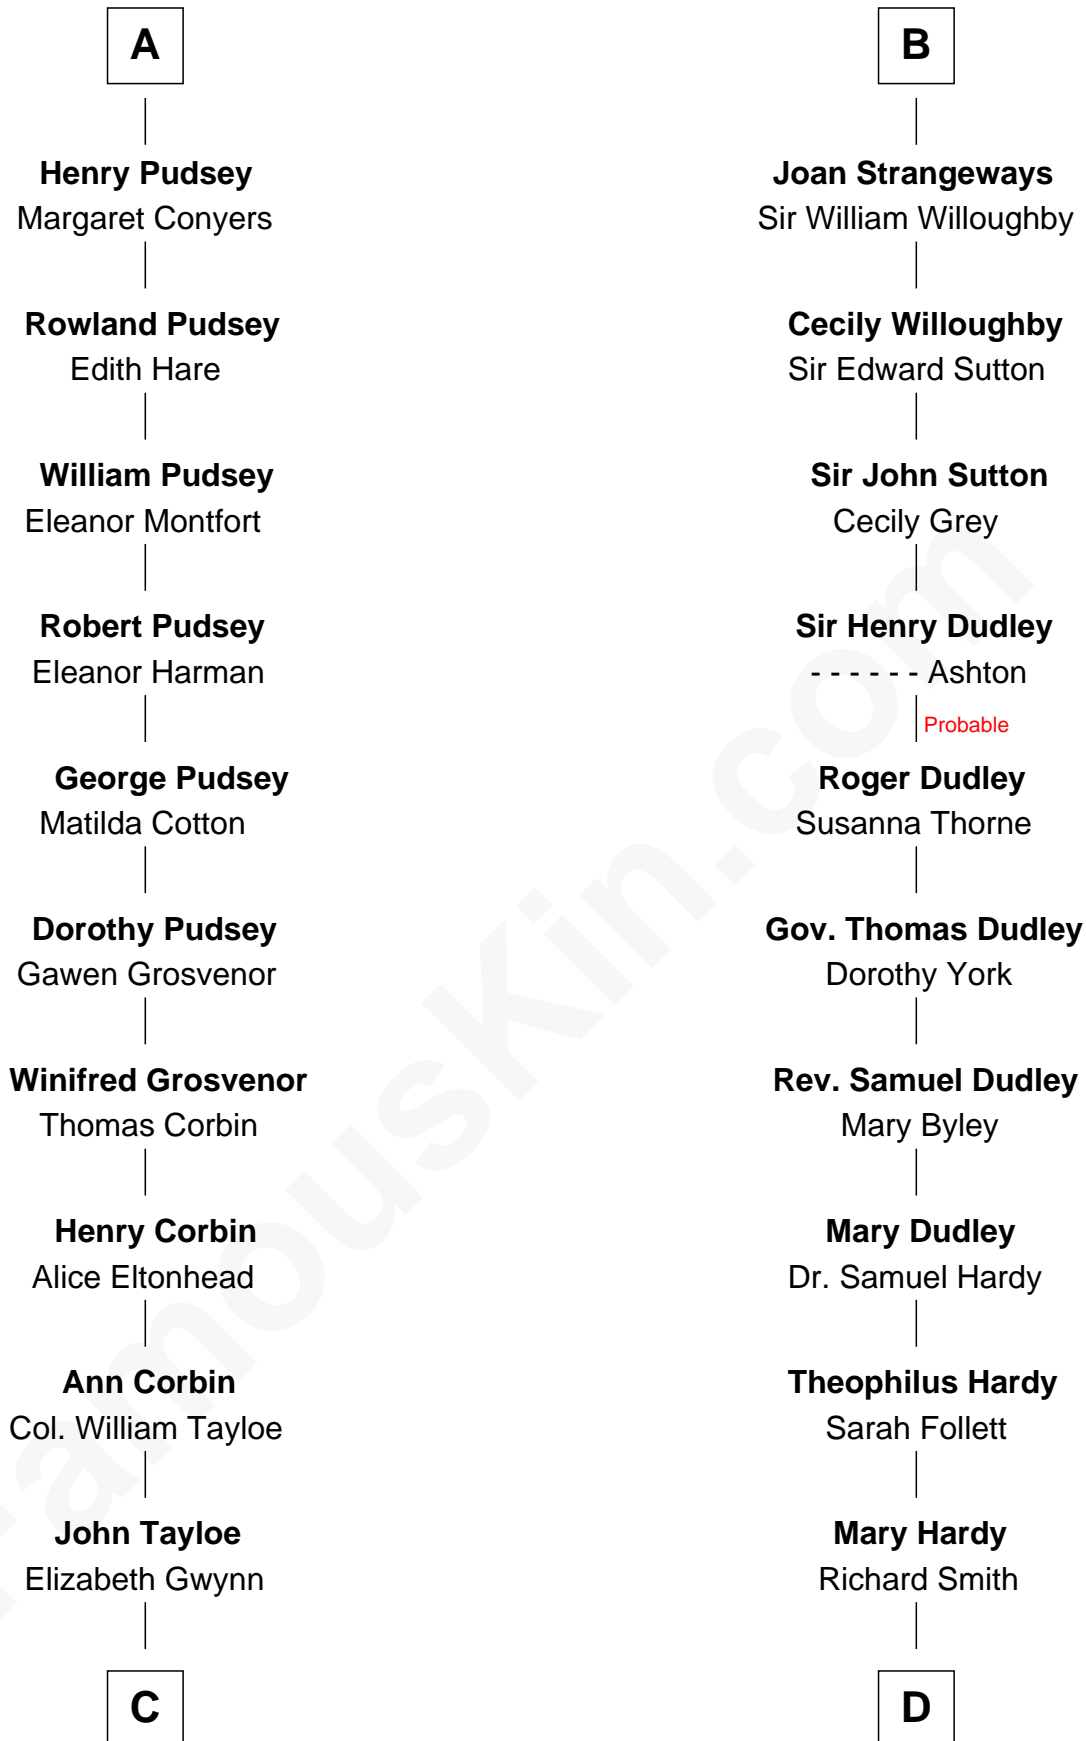 A
Henry Pudsey
Margaret Conyers
Rowland Pudsey
Edith Hare
William Pudsey
Eleanor Montfort
Robert Pudsey
Eleanor Harman
George Pudsey
Matilda Cotton
Dorothy Pudsey
Gawen Grosvenor
Winifred Grosvenor
Thomas Corbin
Henry Corbin
Alice Eltonhead
Ann Corbin
Col. William Tayloe
John Tayloe
Elizabeth Gwynn
C
B
Joan Strangeways
Sir William Willoughby
Cecily Willoughby
Sir Edward Sutton
Sir John Sutton
Cecily Grey
Sir Henry Dudley
- - - - - - Ashton
Probable
Roger Dudley
Susanna Thorne
Gov. Thomas Dudley
Dorothy York
Rev. Samuel Dudley
Mary Byley
Mary Dudley
Dr. Samuel Hardy
Theophilus Hardy
Sarah Follett
Mary Hardy
Richard Smith
D
FamousKin.com